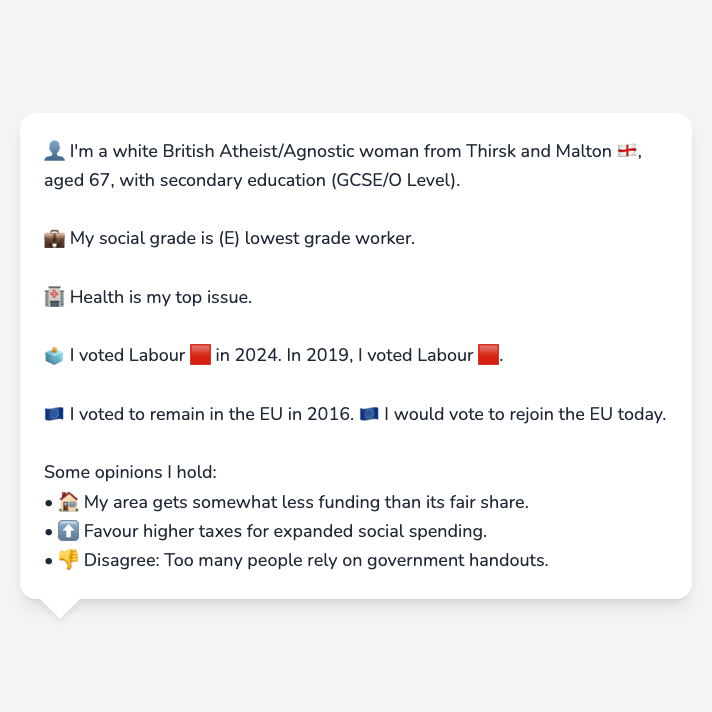 👤 I'm a white British Atheist/Agnostic woman from Thirsk and Malton 🏴󠁧󠁢󠁥󠁮󠁧󠁿,
aged 67, with secondary education (GCSE/O Level).
💼 My social grade is (E) lowest grade worker.
🏥 Health is my top issue.
🗳️ I voted Labour 🟥 in 2024. In 2019, I voted Labour 🟥.
🇪🇺 I voted to remain in the EU in 2016. 🇪🇺 I would vote to rejoin the EU today.
Some opinions I hold:
• 🏠 My area gets somewhat less funding than its fair share.
• ⬆️ Favour higher taxes for expanded social spending.
• 👎 Disagree: Too many people rely on government handouts.